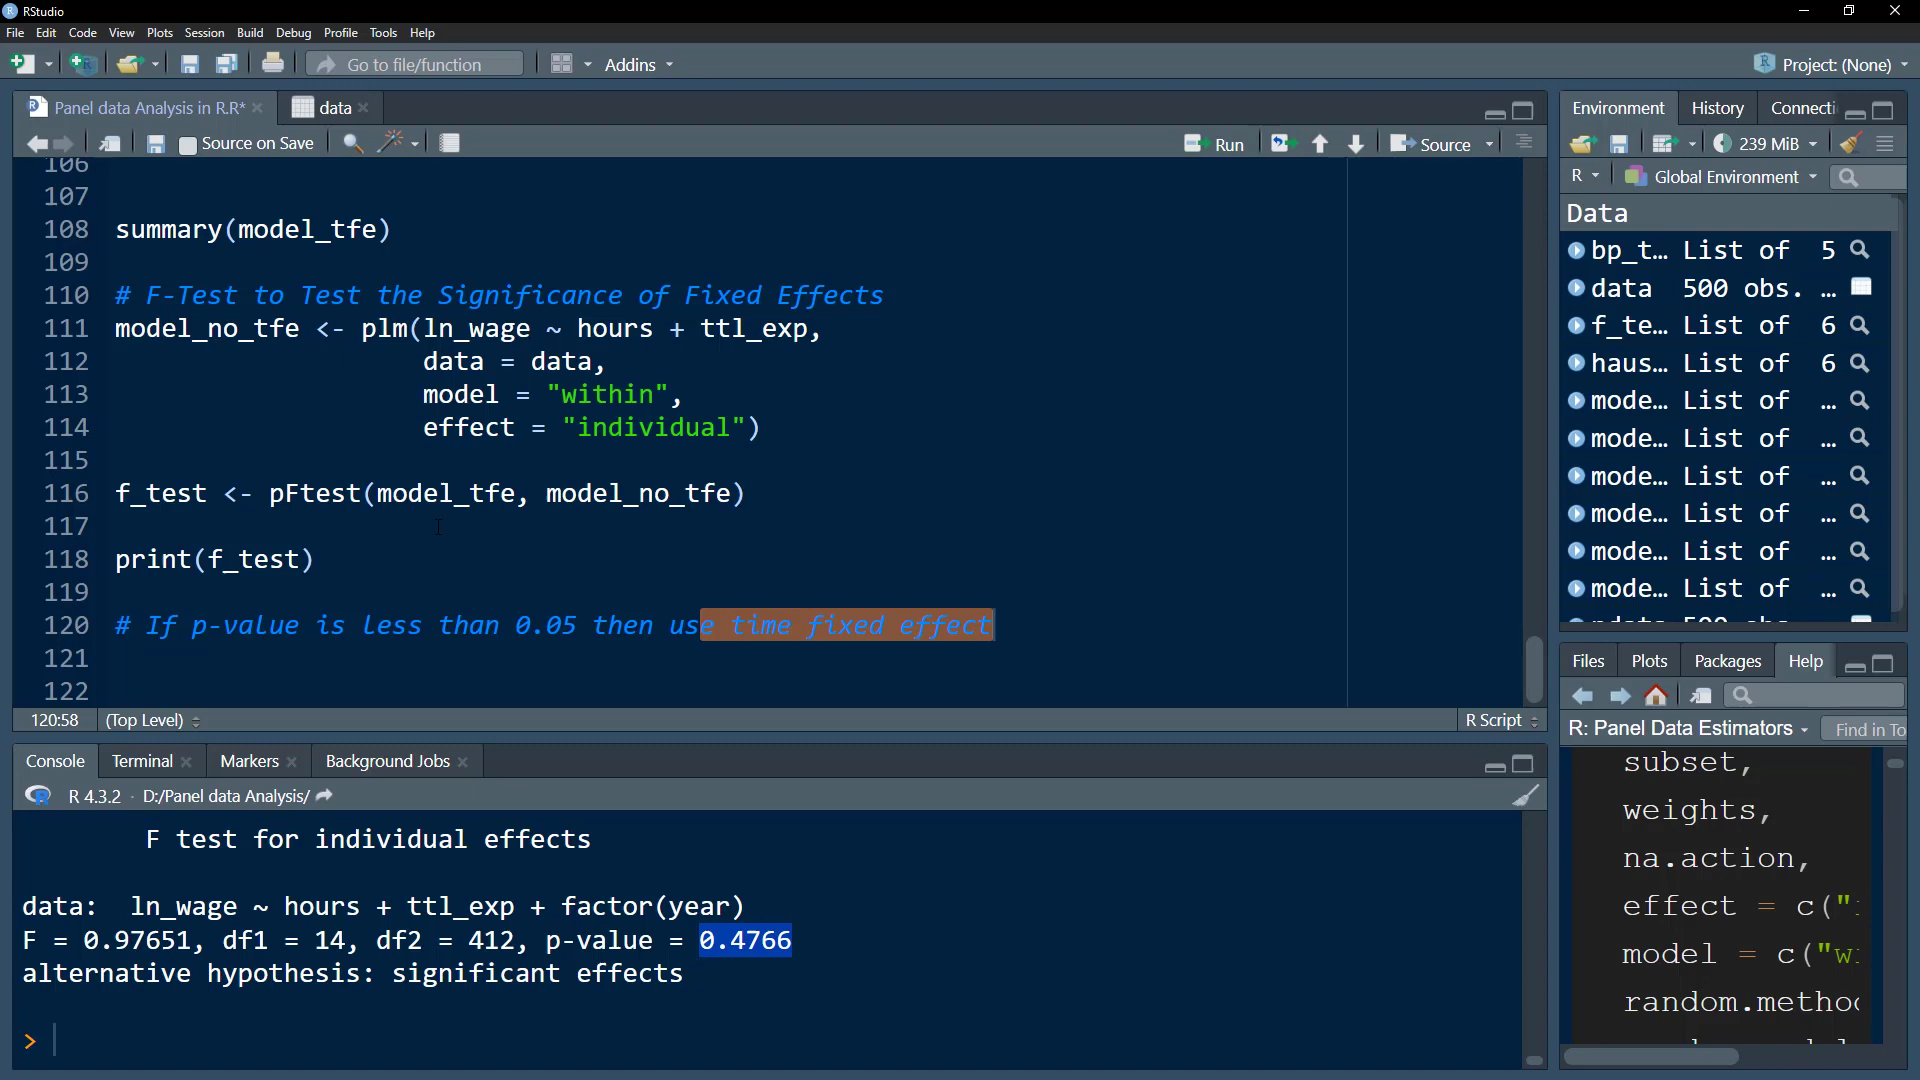 RStudio
File Edit Code View Plots Session Build Debug Profile Tools Help
Go to file/function Addins Project: (None)
Panel data Analysis in R.R* data
Source on Save Run Source
106
107
108 summary(model_tfe)
109
110 # F-Test to Test the Significance of Fixed Effects
111 model_no_tfe <- plm(ln_wage ~ hours + ttl_exp,
112 data = data,
113 model = "within",
114 effect = "individual")
115
116 f_test <- pFtest(model_tfe, model_no_tfe)
117
118 print(f_test)
119
120 # If p-value is less than 0.05 then use time fixed effect
121
122
120:58 (Top Level) R Script
Console Terminal Markers Background Jobs
R 4.3.2 · D:/Panel data Analysis/
F test for individual effects
data: ln_wage ~ hours + ttl_exp + factor(year)
F = 0.97651, df1 = 14, df2 = 412, p-value = 0.4766
alternative hypothesis: significant effects
>
Environment History Connecti
239 MiB
R Global Environment
Data
bp_t… List of 5
data 500 obs. …
f_te… List of 6
haus… List of 6
mode… List of …
mode… List of …
mode… List of …
mode… List of …
mode… List of …
mode… List of …
Files Plots Packages Help
R: Panel Data Estimators Find in To
subset,
weights,
na.action,
effect = c("
model = c("w
random.metho